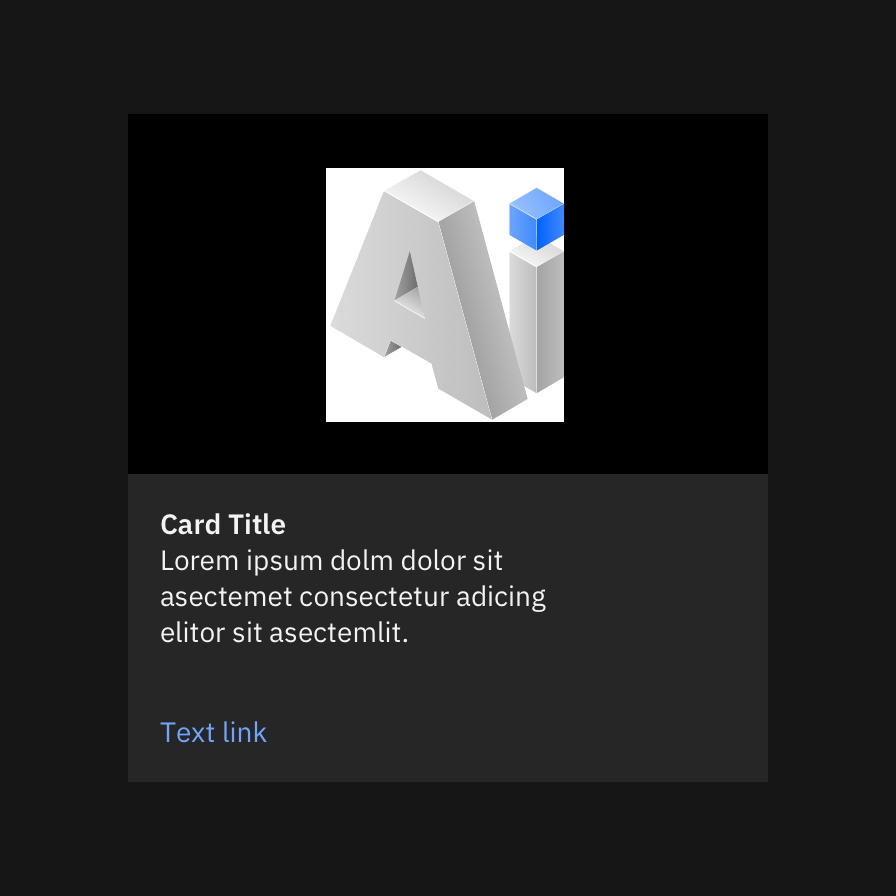 Ai
Card Title
Lorem ipsum dolm dolor sit
asectemet consectetur adicing
elitor sit asectemlit.
Text link